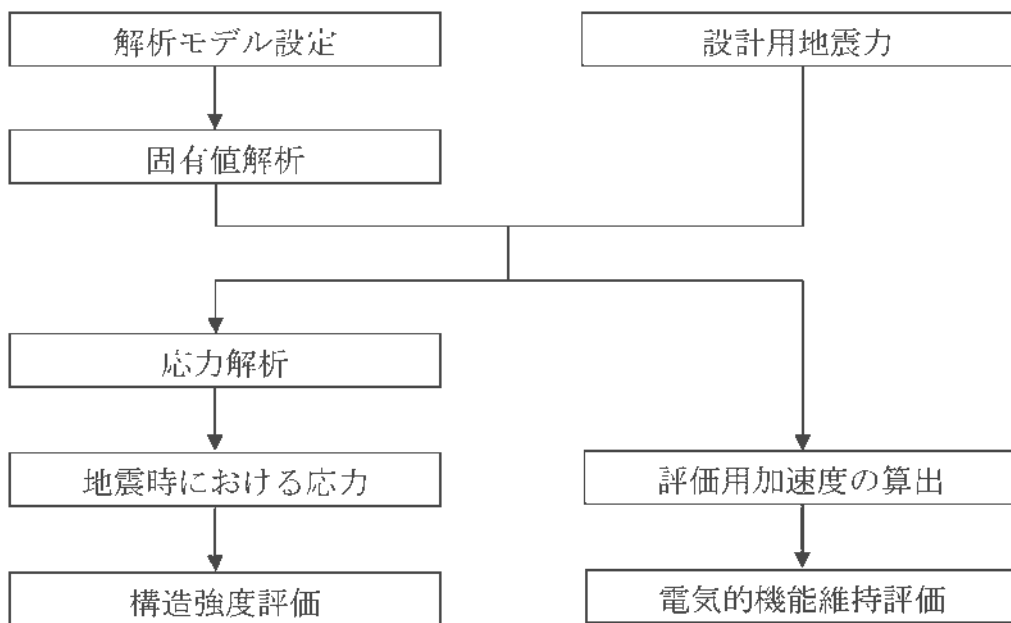 解析モデル設定
設計用地震力
固有値解析
応力解析
地震時における応力
評価用加速度の算出
構造強度評価
電気的機能維持評価